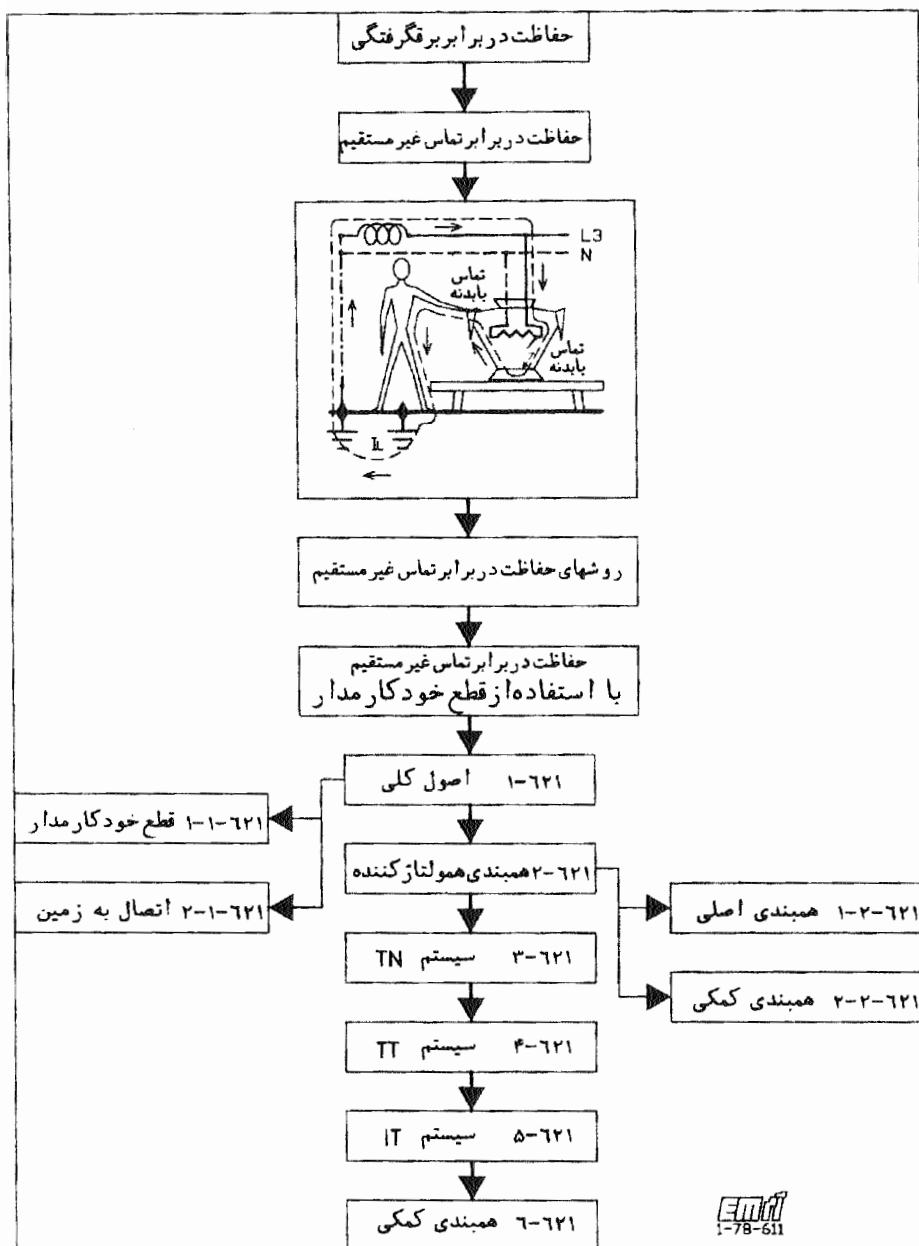 حفاظت در برابر برقگرفتگی
حفاظت در برابر تماس غیر مستقیم
L3
N
تماس
بابدنه
تماس
بابدنه
IL
روشهای حفاظت در برابر تماس غیر مستقیم
حفاظت در برابر تماس غیر مستقیم
با استفاده از قطع خودکار مدار
۱-۶۲۱ اصول کلی
۱-۱-۶۲۱ قطع خودکار مدار
۲-۶۲۱ همبندی همولتاژ کننده
۲-۱-۶۲۱ اتصال به زمین
۱-۲-۶۲۱ همبندی اصلی
۳-۶۲۱ سیستم TN
۲-۲-۶۲۱ همبندی کمکی
۴-۶۲۱ سیستم TT
۵-۶۲۱ سیستم IT
۶-۶۲۱ همبندی کمکی
emri
1-78-611